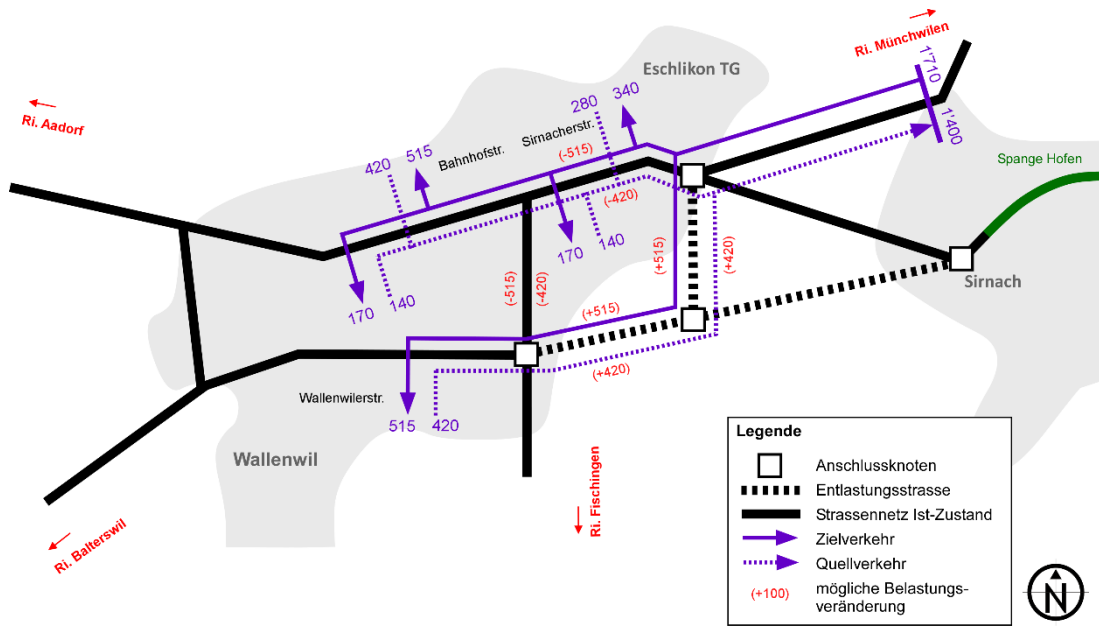 Ri. Münchwilen
1'710
1'400
Eschlikon TG
Ri. Aadorf
280
340
Bahnhofstr.
Sirnacherstr.
(-515)
420
515
Spange Hofen
(-420)
140
170
(+515)
(+420)
(-515)
(-420)
Sirnach
170
140
(+515)
(+420)
Wallenwilerstr.
515
420
Wallenwil
Ri. Fischingen
Ri. Balterswil
Legende
Anschlussknoten
Entlastungsstrasse
Strassennetz Ist-Zustand
Zielverkehr
Quellverkehr
(+100)
mögliche Belastungs-
veränderung
N